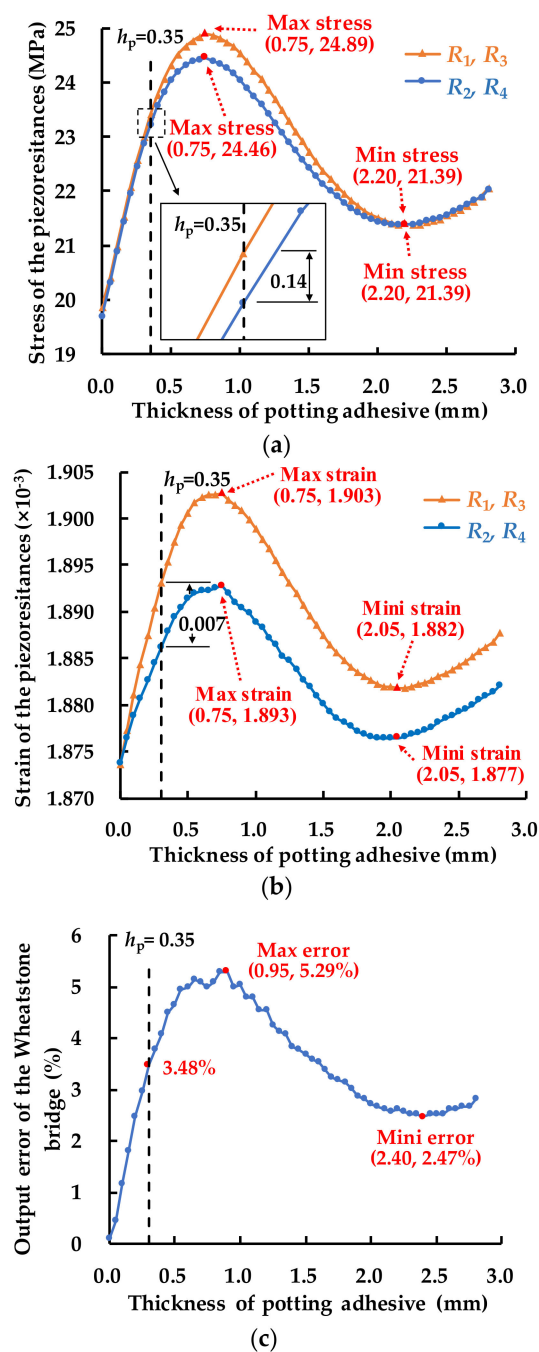 25
24
23
22
21
20
19
Stress of the piezoresitances (MPa)
hp=0.35
Max stress
(0.75, 24.89)
R1, R3
R2, R4
Max stress
(0.75, 24.46)
Min stress
(2.20, 21.39)
hp=0.35
0.14
Min stress
(2.20, 21.39)
0.0 0.5 1.0 1.5 2.0 2.5 3.0
Thickness of potting adhesive (mm)
(a)
1.905
1.900
1.895
1.890
1.885
1.880
1.875
1.870
Strain of the piezoresitances (×10-3)
hp=0.35
Max strain
(0.75, 1.903)
R1, R3
R2, R4
0.007
Mini strain
(2.05, 1.882)
Max strain
(0.75, 1.893)
Mini strain
(2.05, 1.877)
0.0 0.5 1.0 1.5 2.0 2.5 3.0
Thickness of potting adhesive (mm)
(b)
6
5
4
3
2
1
0
Output error of the Wheatstone
bridge (%)
hp= 0.35
Max error
(0.95, 5.29%)
3.48%
Mini error
(2.40, 2.47%)
0.0 0.5 1.0 1.5 2.0 2.5 3.0
Thickness of potting adhesive (mm)
(c)